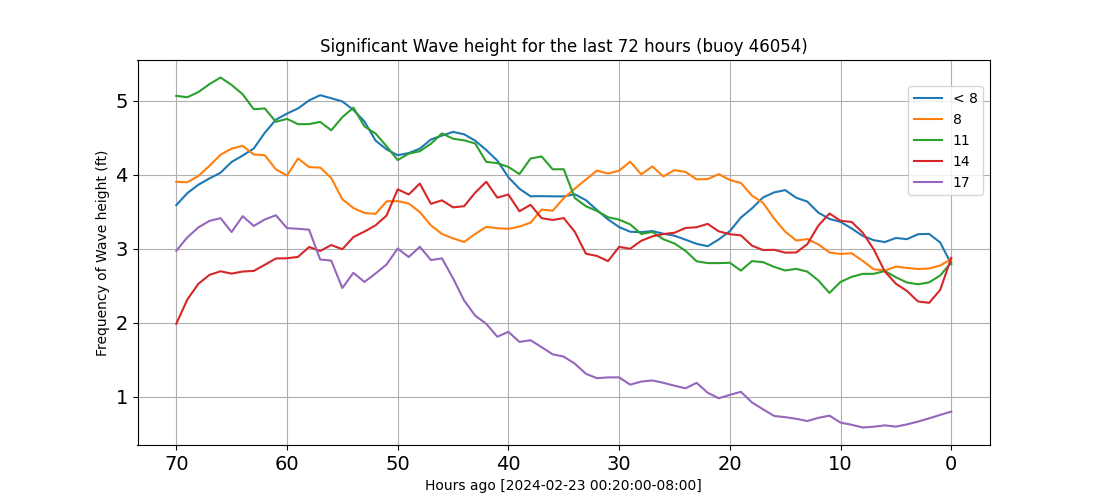 Significant Wave height for the last 72 hours (buoy 46054)
Frequency of Wave height (ft)
5
4
3
2
1
< 8
8
11
14
17
70 60 50 40 30 20 10 0
Hours ago [2024-02-23 00:20:00-08:00]